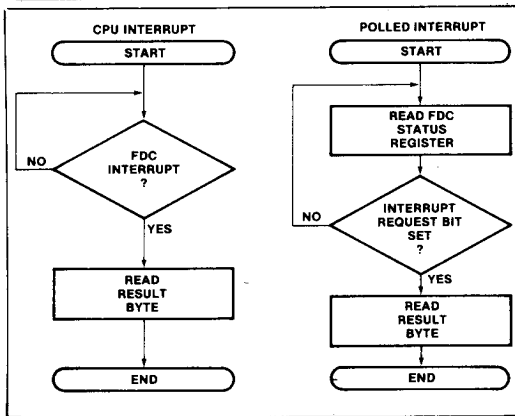 CPU INTERRUPT
START
FDC
INTERRUPT
?
NO
YES
READ
RESULT
BYTE
END
POLLED INTERRUPT
START
READ FDC
STATUS
REGISTER
INTERRUPT
REQUEST BIT
SET
?
NO
YES
READ
RESULT
BYTE
END